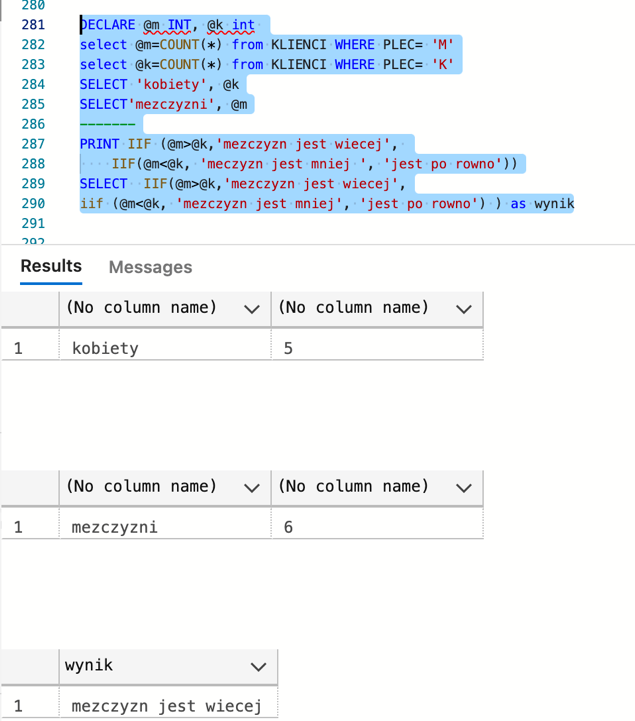 280
281 DECLARE @m INT, @k int
282 select @m=COUNT(*) from KLIENCI WHERE PLEC= 'M'
283 select @k=COUNT(*) from KLIENCI WHERE PLEC= 'K'
284 SELECT 'kobiety', @k
285 SELECT'mezczyzni', @m
286 -------
287 PRINT IIF (@m>@k,'mezczyzn jest wiecej',
288 IIF(@m<@k, 'meczyzn jest mniej ', 'jest po rowno'))
289 SELECT IIF(@m>@k,'mezczyzn jest wiecej',
290 iif (@m<@k, 'mezczyzn jest mniej', 'jest po rowno') ) as wynik
291
292
Results Messages
(No column name) (No column name)
1 kobiety 5
(No column name) (No column name)
1 mezczyzni 6
wynik
1 mezczyzn jest wiecej